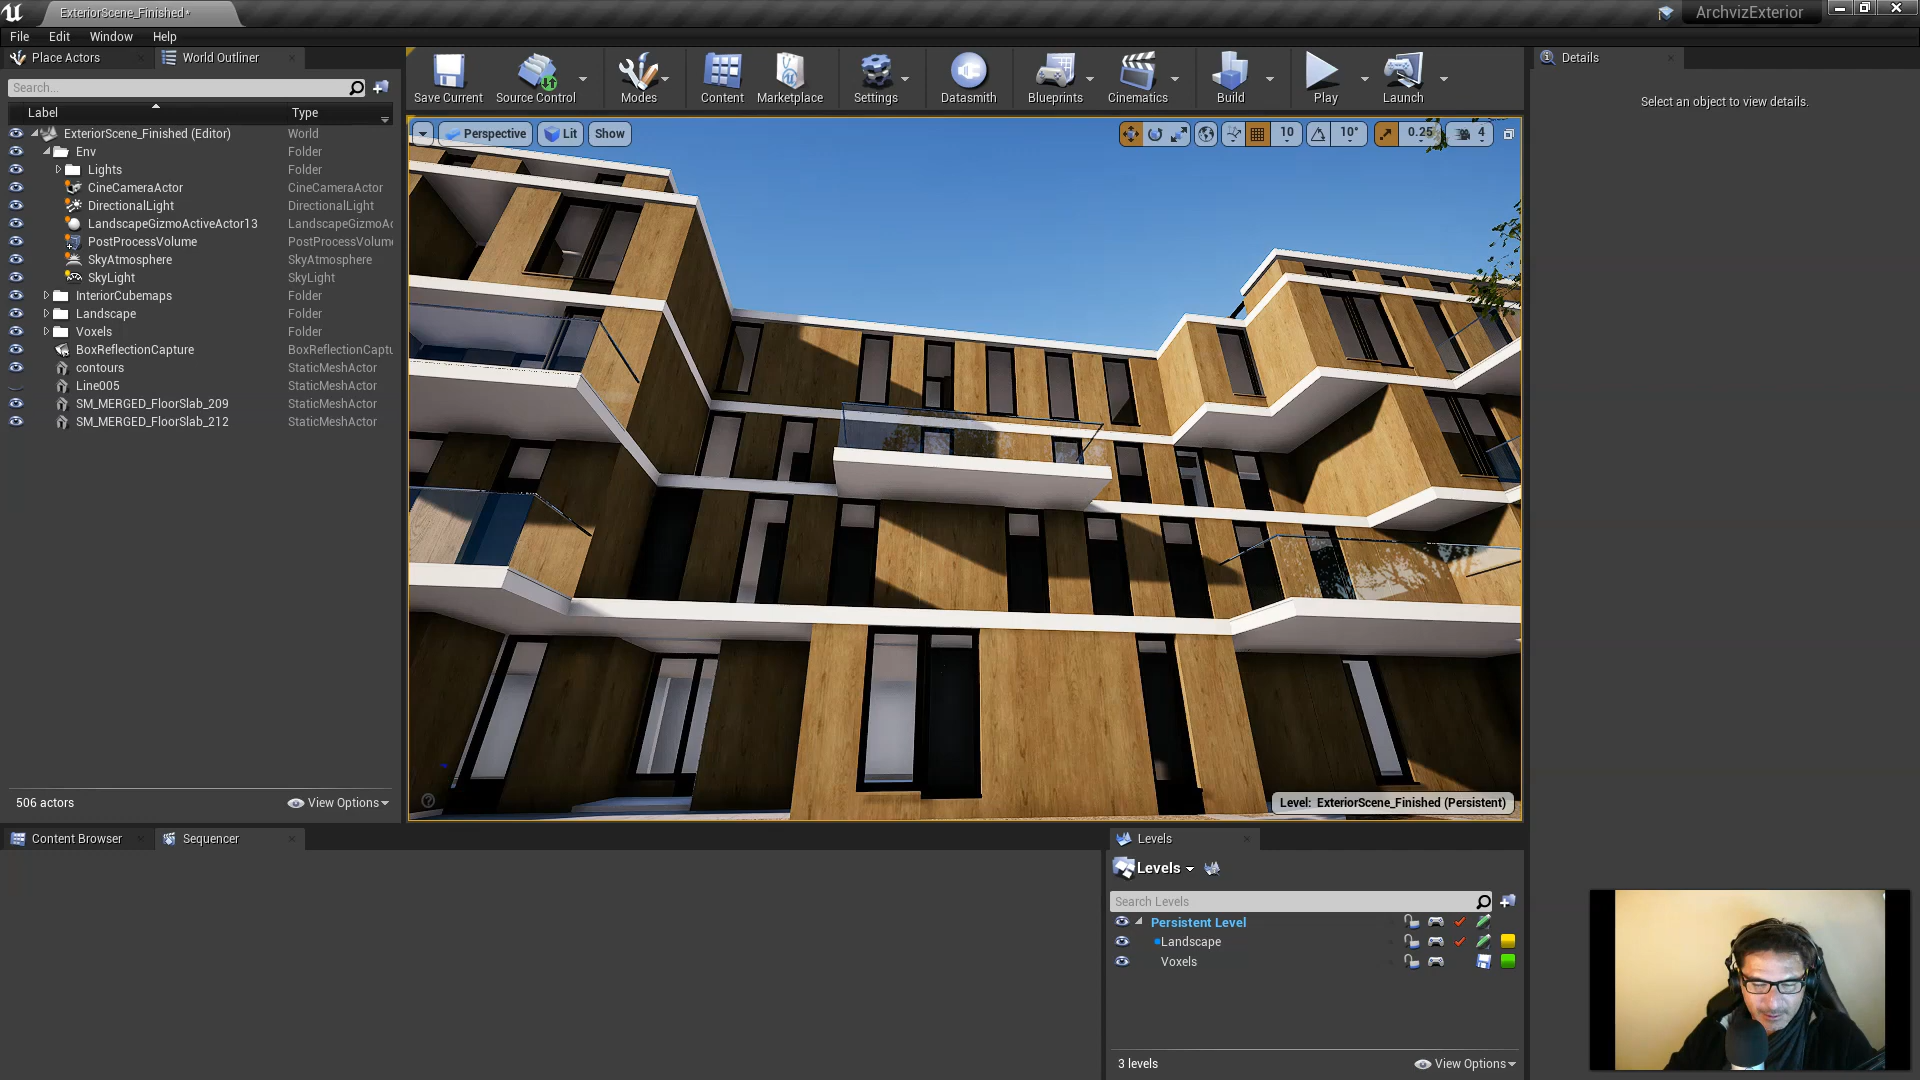 ExteriorScene_Finished*
ArchvizExterior
File Edit Window Help
Place Actors World Outliner
Search...
Label Type
ExteriorScene_Finished (Editor) World
Env Folder
Lights Folder
CineCameraActor CineCameraActor
DirectionalLight DirectionalLight
LandscapeGizmoActiveActor13 LandscapeGizmoAc
PostProcessVolume PostProcessVolum
SkyAtmosphere SkyAtmosphere
SkyLight SkyLight
InteriorCubemaps Folder
Landscape Folder
Voxels Folder
BoxReflectionCapture BoxReflectionCaptu
contours StaticMeshActor
Line005 StaticMeshActor
SM_MERGED_FloorSlab_209 StaticMeshActor
SM_MERGED_FloorSlab_212 StaticMeshActor
506 actors View Options
Save Current Source Control Modes Content Marketplace Settings Datasmith Blueprints Cinematics Build Play Launch
Perspective Lit Show 10 10° 0.25 4
Level: ExteriorScene_Finished (Persistent)
Details
Select an object to view details.
Content Browser Sequencer
Levels
Levels
Search Levels
Persistent Level
Landscape
Voxels
3 levels View Options